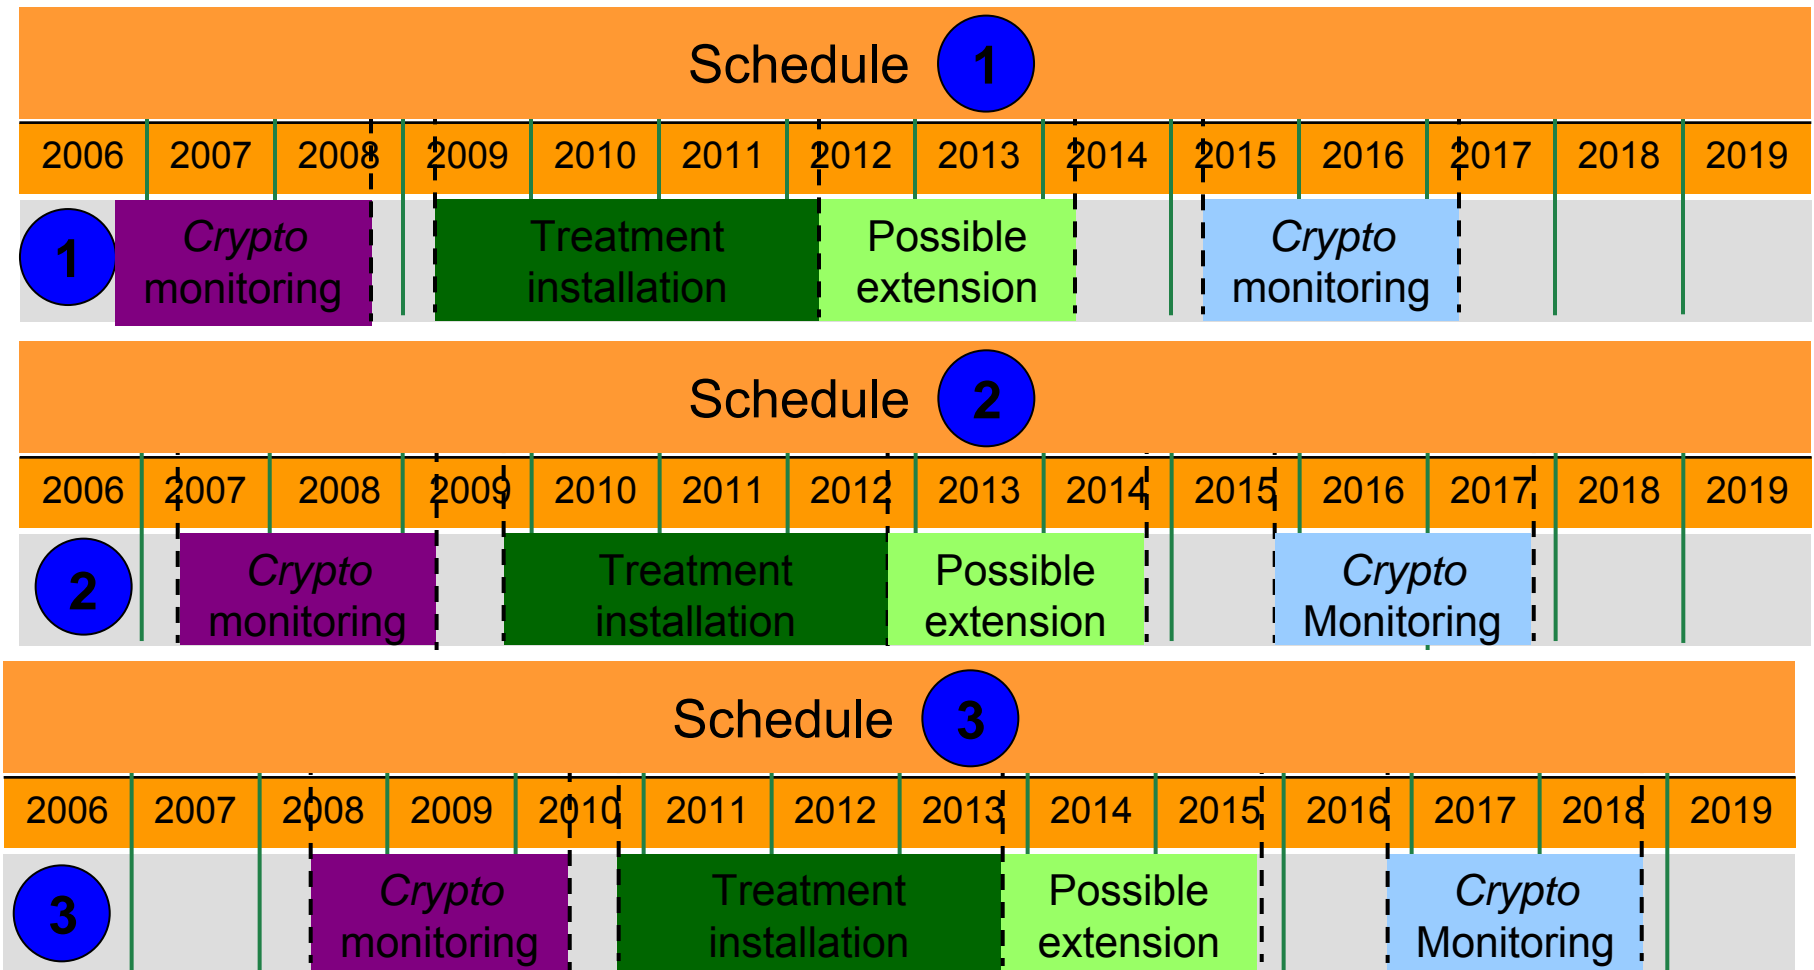 Schedule 1
2006 2007 2008 2009 2010 2011 2012 2013 2014 2015 2016 2017 2018 2019
1
Crypto
monitoring
Treatment
installation
Possible
extension
Crypto
monitoring
Schedule 2
2006 2007 2008 2009 2010 2011 2012 2013 2014 2015 2016 2017 2018 2019
2
Crypto
monitoring
Treatment
installation
Possible
extension
Crypto
Monitoring
Schedule 3
2006 2007 2008 2009 2010 2011 2012 2013 2014 2015 2016 2017 2018 2019
3
Crypto
monitoring
Treatment
installation
Possible
extension
Crypto
Monitoring